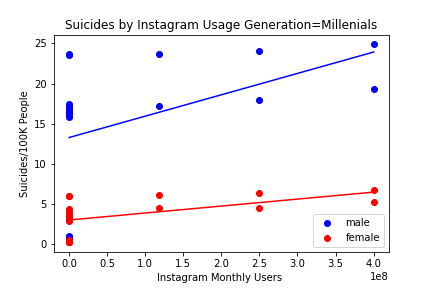 Suicides by Instagram Usage Generation=Millenials
Suicides/100K People
25
20
15
10
5
0
0.0 0.5 1.0 1.5 2.0 2.5 3.0 3.5 4.0
1e8
Instagram Monthly Users
male
female